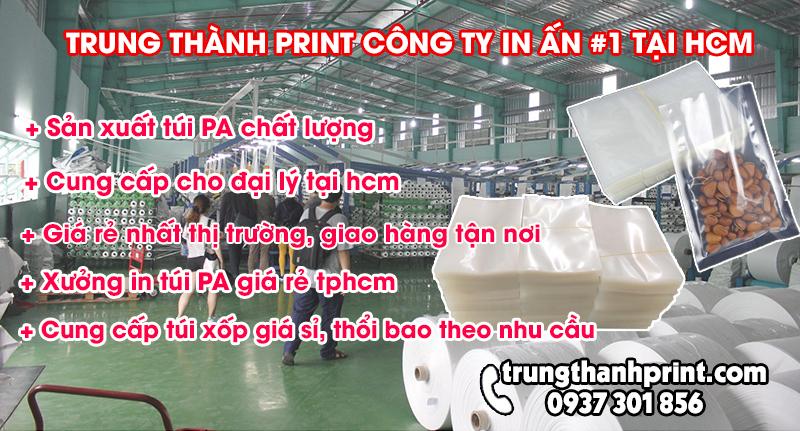 TRUNG THÀNH PRINT CÔNG TY IN ẤN #1 TẠI HCM
+ Sản xuất túi PA chất lượng
+ Cung cấp cho đại lý tại hcm
+ Giá rẻ nhất thị trường, giao hàng tận nơi
+ Xưởng in túi PA giá rẻ tphcm
+ Cung cấp túi xốp giá sỉ, thổi bao theo nhu cầu
trungthanhprint.com
0937 301 856